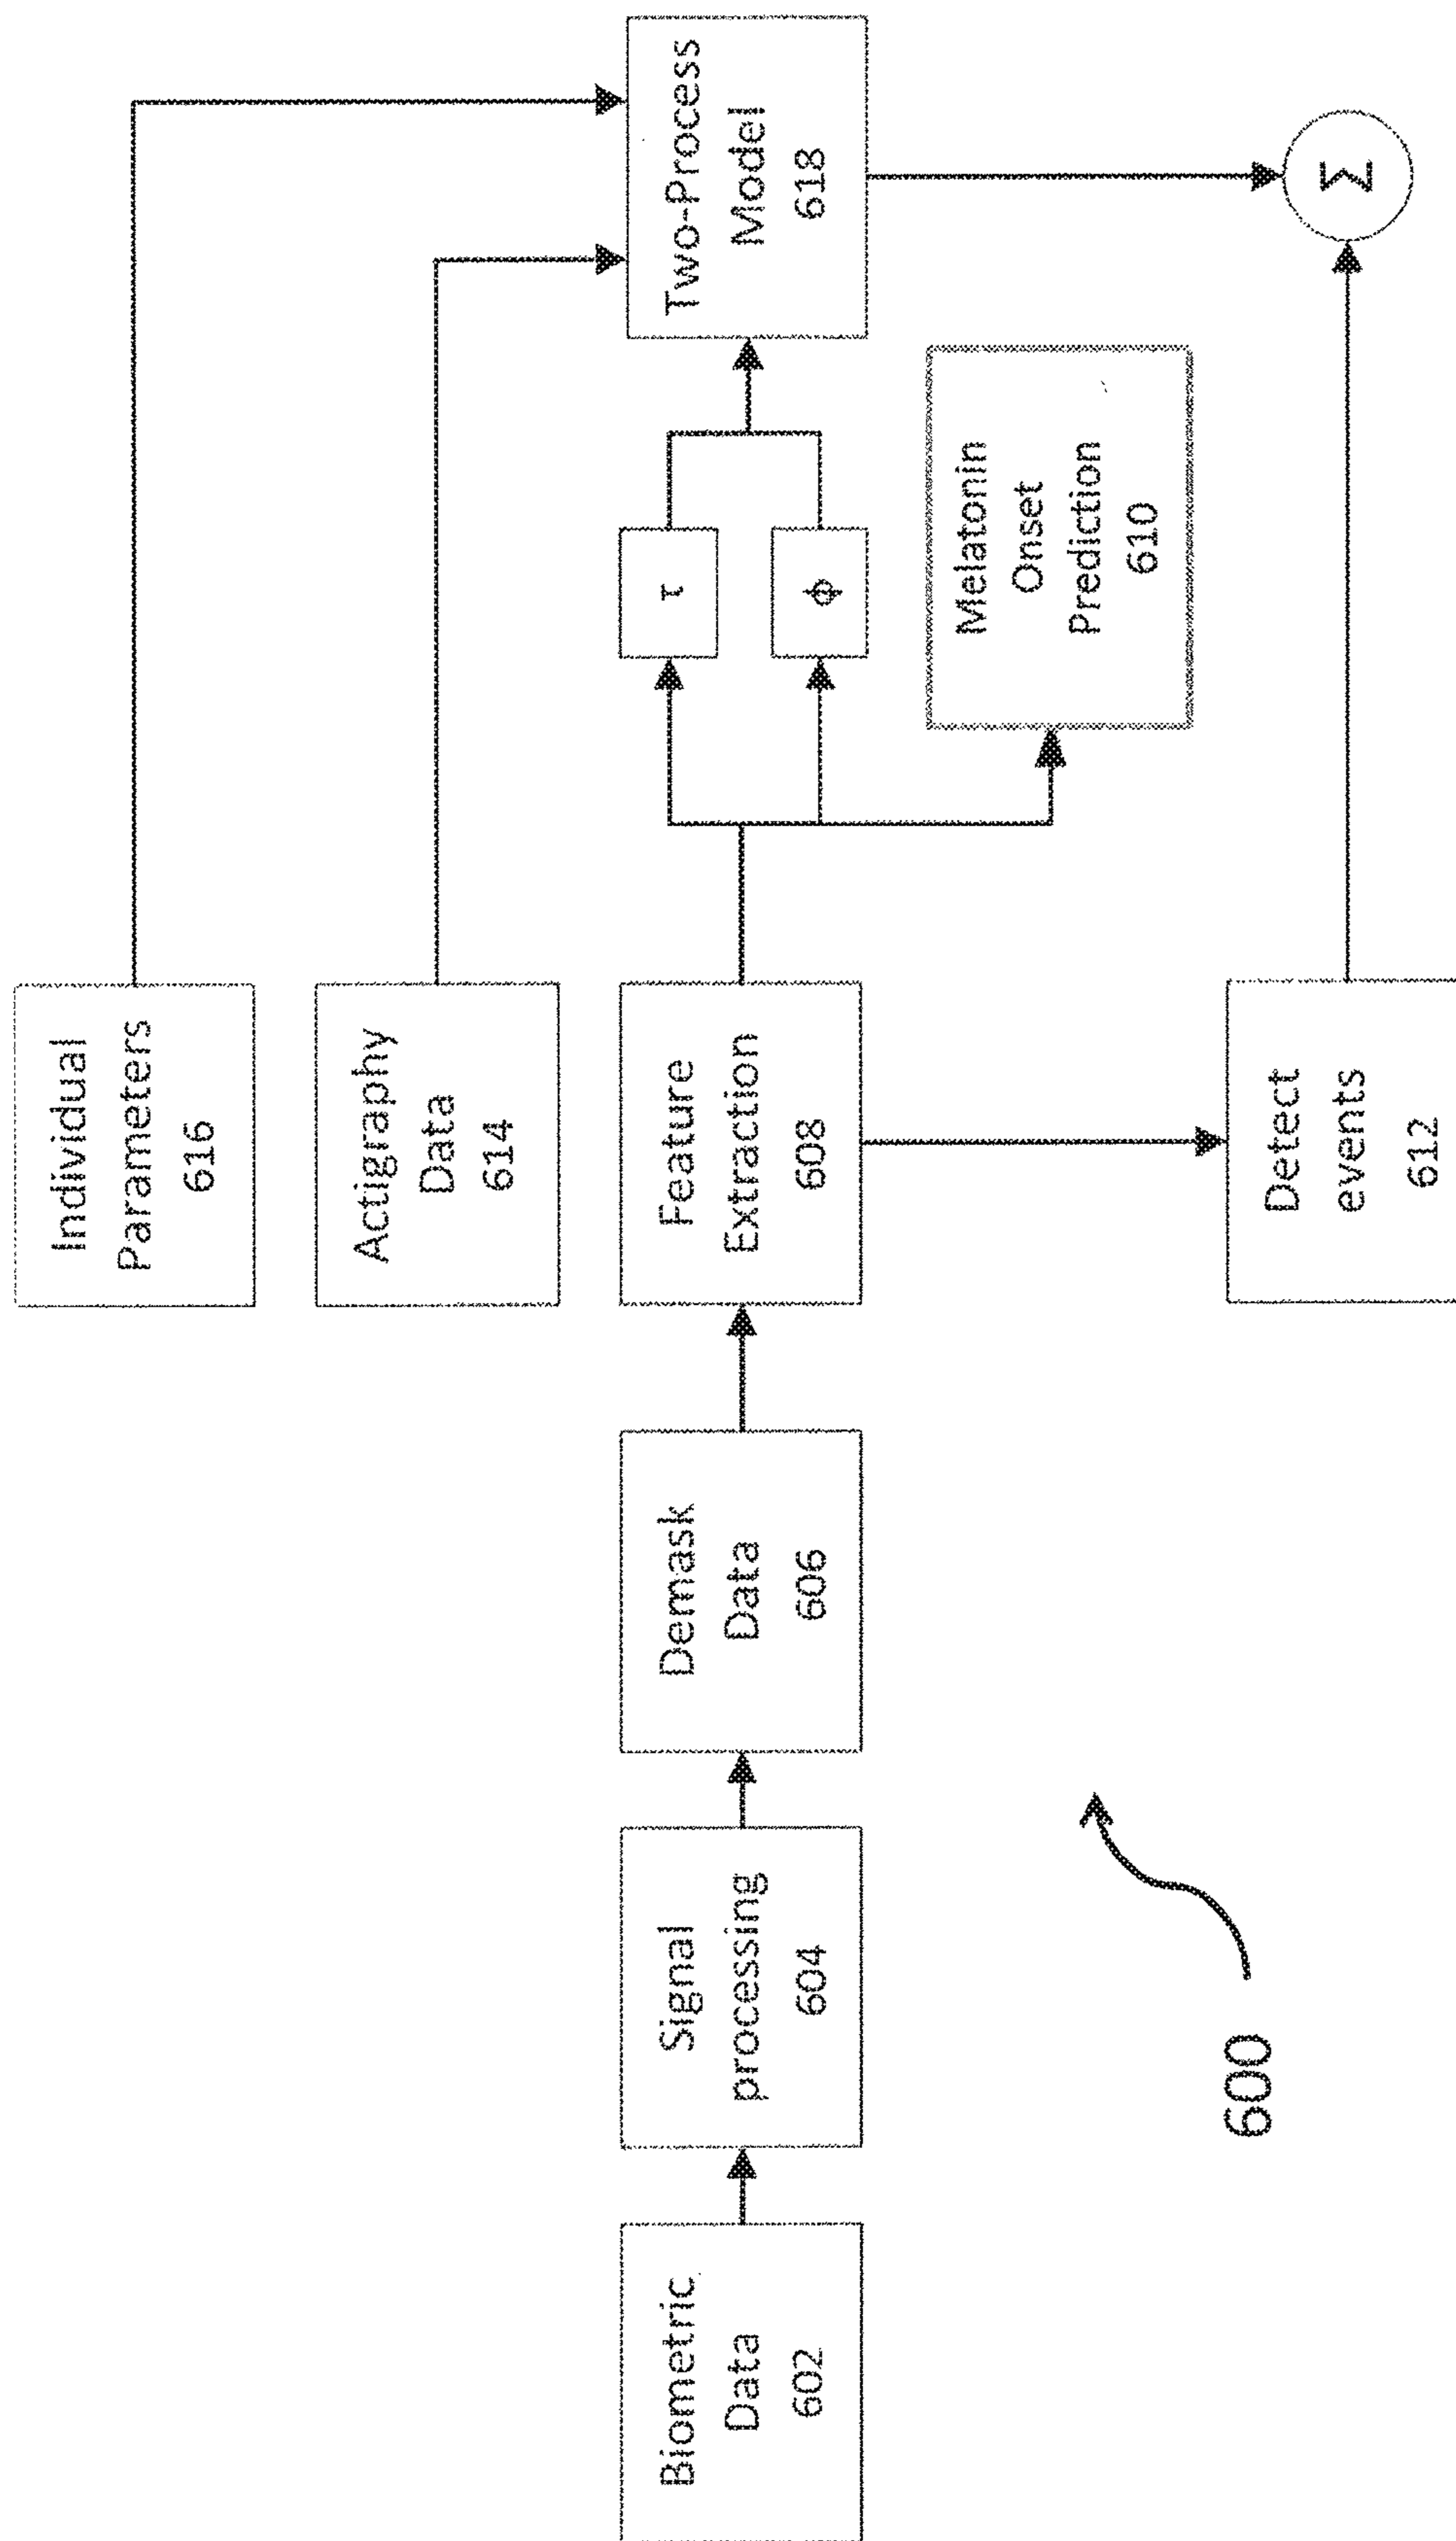 Individual
Parameters
616
Actigraphy
Data
614
Biometric
Data
602
Signal
processing
604
Demask
Data
606
Feature
Extraction
608
τ
ϕ
Two-Process
Model
618
Melatonin
Onset
Prediction
610
Detect
events
612
Σ
600